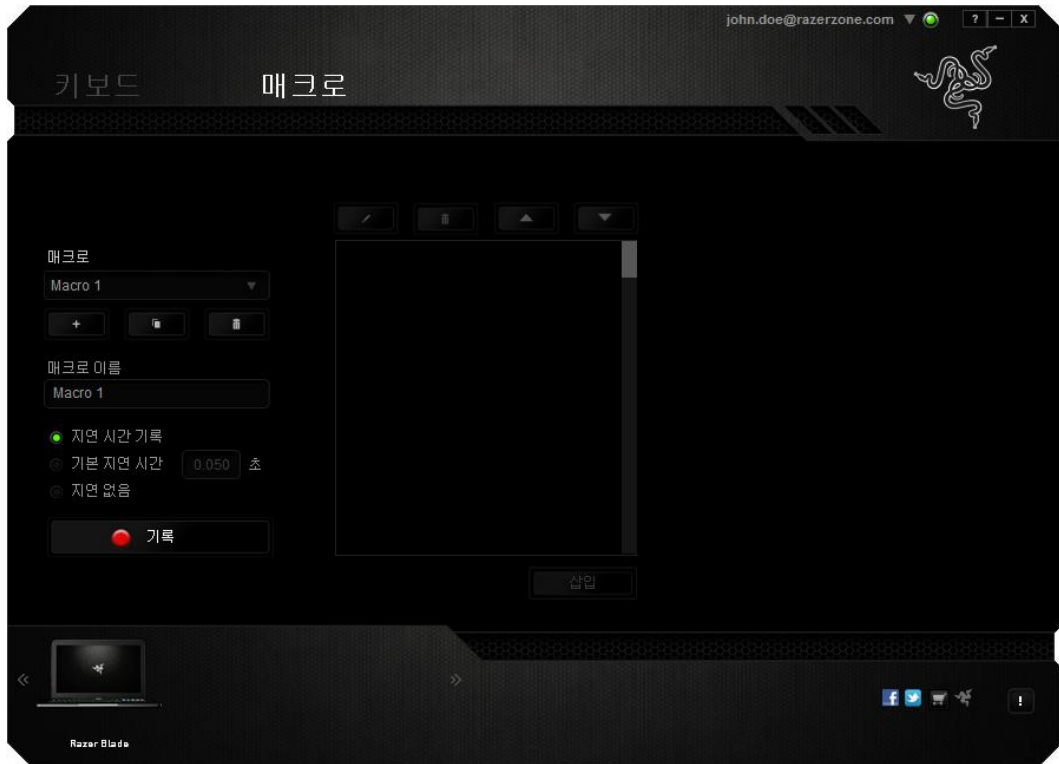 john.doe@razerzone.com
? - X
키보드
매크로
매크로
Macro 1
매크로 이름
Macro 1
지연 시간 기록
기본 지연 시간 0.050 초
지연 없음
기록
삽입
Razer Blade